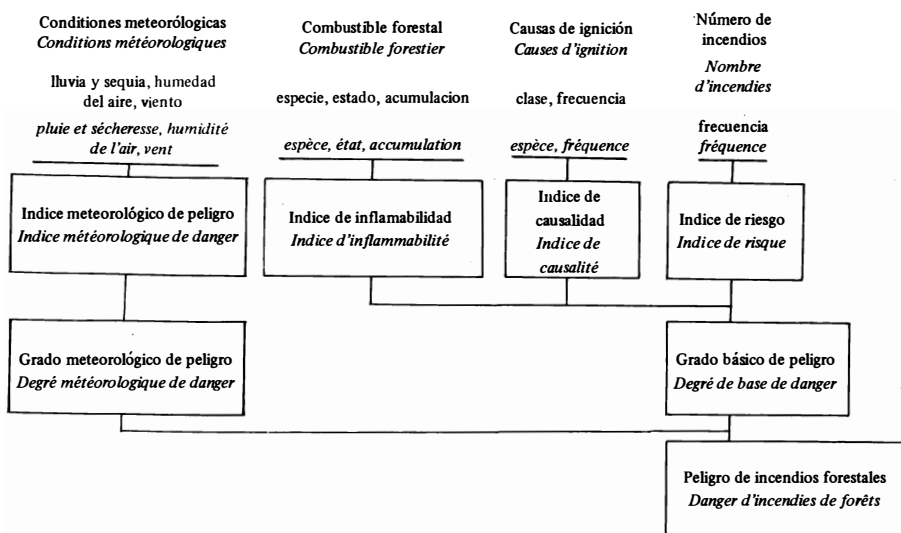 Conditiones meteorólogicas
Conditions météorologiques
lluvia y sequia, humedad
del aire, viento
pluie et sécheresse, humidité
de l'air, vent
Combustible forestal
Combustible forestier
especie, estado, acumulacion
espèce, état, accumulation
Causas de ignición
Causes d'ignition
clase, frecuencia
espèce, fréquence
Número de
incendios
Nombre
d'incendies
frecuencia
fréquence
Indice meteorológico de peligro
Indice météorologique de danger
Indice de inflamabilidad
Indice d'inflammabilité
Indice de
causalidad
Indice de
causalité
Indice de riesgo
Indice de risque
Grado meteorológico de peligro
Degré météorologique de danger
Grado básico de peligro
Degré de base de danger
Peligro de incendios forestales
Danger d'incendies de forêts